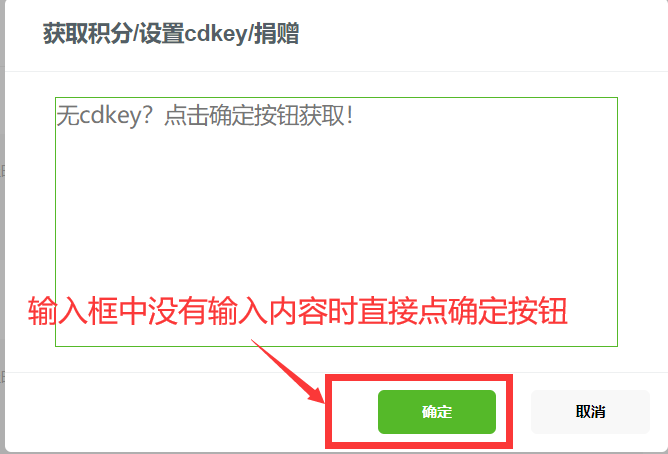 获取积分/设置cdkey/捐赠
无cdkey？点击确定按钮获取！
输入框中没有输入内容时直接点确定按钮
确定
取消